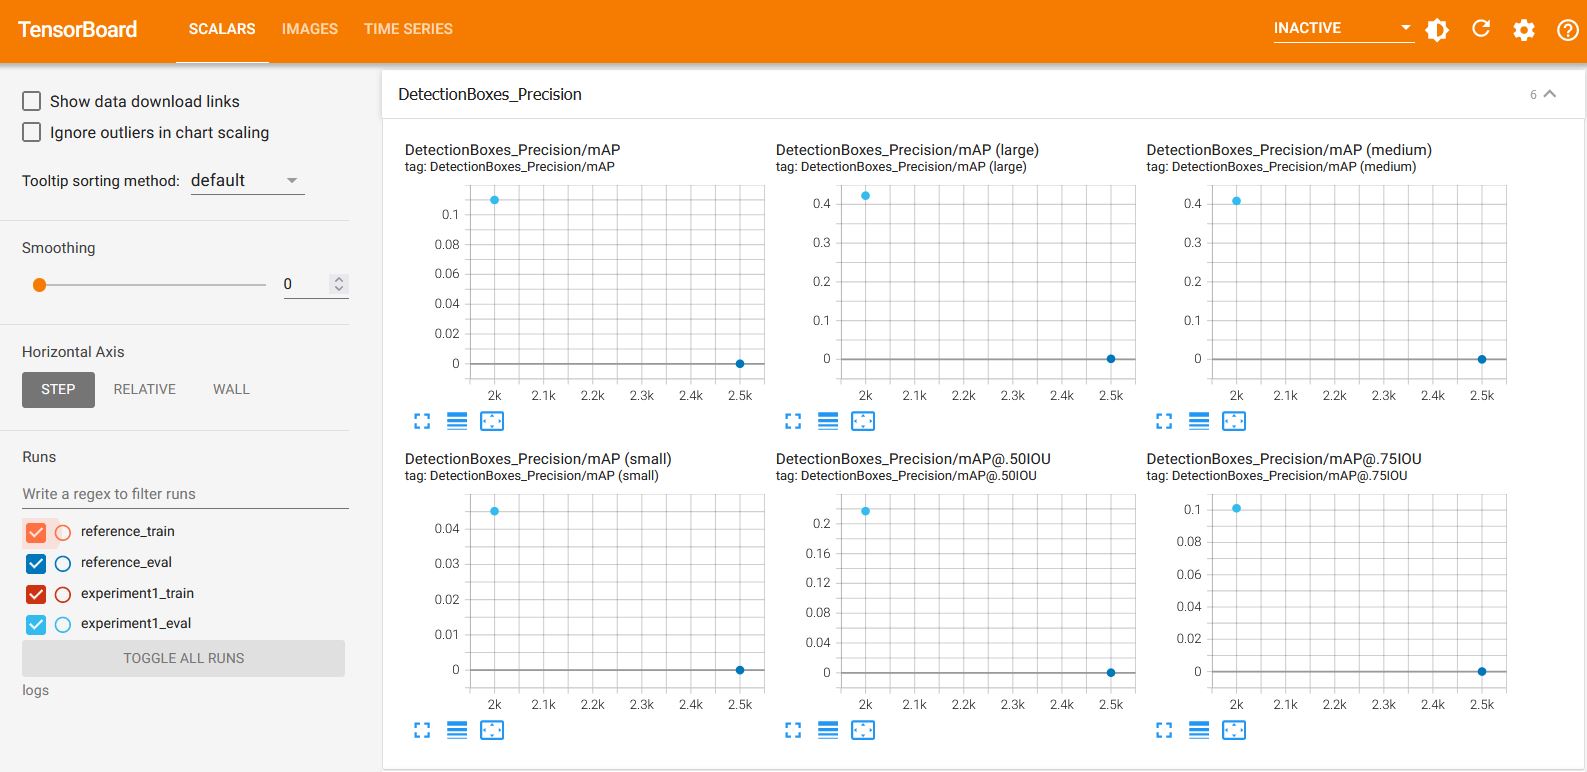 TensorBoard
SCALARS
IMAGES
TIME SERIES
INACTIVE
Show data download links
Ignore outliers in chart scaling
Tooltip sorting method: default
Smoothing
0
Horizontal Axis
STEP
RELATIVE
WALL
Runs
Write a regex to filter runs
reference_train
reference_eval
experiment1_train
experiment1_eval
TOGGLE ALL RUNS
logs
DetectionBoxes_Precision
6
DetectionBoxes_Precision/mAP
tag: DetectionBoxes_Precision/mAP
0.1
0.08
0.06
0.04
0.02
0
2k 2.1k 2.2k 2.3k 2.4k 2.5k
DetectionBoxes_Precision/mAP (large)
tag: DetectionBoxes_Precision/mAP (large)
0.4
0.3
0.2
0.1
0
2k 2.1k 2.2k 2.3k 2.4k 2.5k
DetectionBoxes_Precision/mAP (medium)
tag: DetectionBoxes_Precision/mAP (medium)
0.4
0.3
0.2
0.1
0
2k 2.1k 2.2k 2.3k 2.4k 2.5k
DetectionBoxes_Precision/mAP (small)
tag: DetectionBoxes_Precision/mAP (small)
0.04
0.03
0.02
0.01
0
2k 2.1k 2.2k 2.3k 2.4k 2.5k
DetectionBoxes_Precision/mAP@.50IOU
tag: DetectionBoxes_Precision/mAP@.50IOU
0.2
0.16
0.12
0.08
0.04
0
2k 2.1k 2.2k 2.3k 2.4k 2.5k
DetectionBoxes_Precision/mAP@.75IOU
tag: DetectionBoxes_Precision/mAP@.75IOU
0.1
0.08
0.06
0.04
0.02
0
2k 2.1k 2.2k 2.3k 2.4k 2.5k